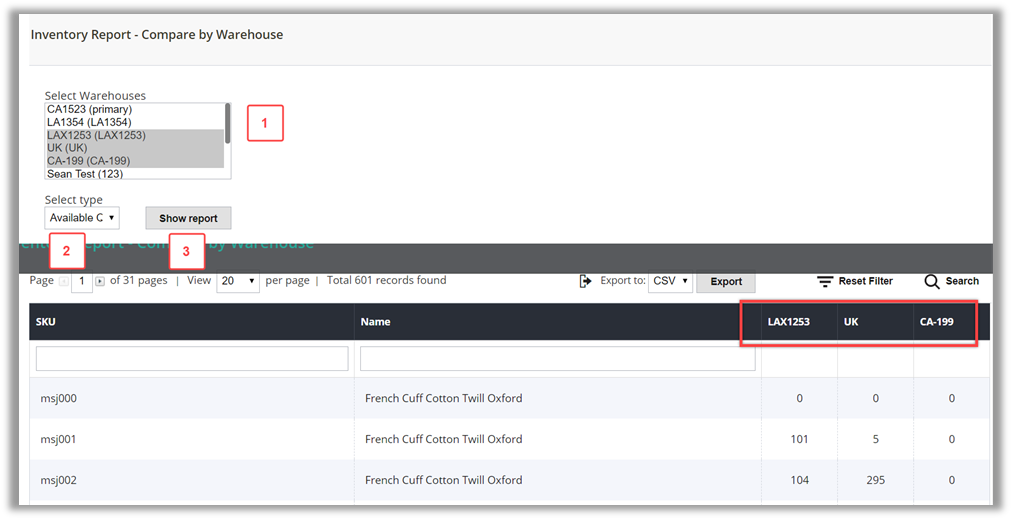 Inventory Report - Compare by Warehouse
Select Warehouses
CA1523 (primary)
LA1354 (LA1354)
LAX1253 (LAX1253)
UK (UK)
CA-199 (CA-199)
Sean Test (123)
1
Select type
Available Q
Show report
2
3
Page 1 of 31 pages | View 20 per page | Total 601 records found
Export to: CSV Export Reset Filter Search
SKU Name LAX1253 UK CA-199
msj000 French Cuff Cotton Twill Oxford 0 0 0
msj001 French Cuff Cotton Twill Oxford 101 5 0
msj002 French Cuff Cotton Twill Oxford 104 295 0